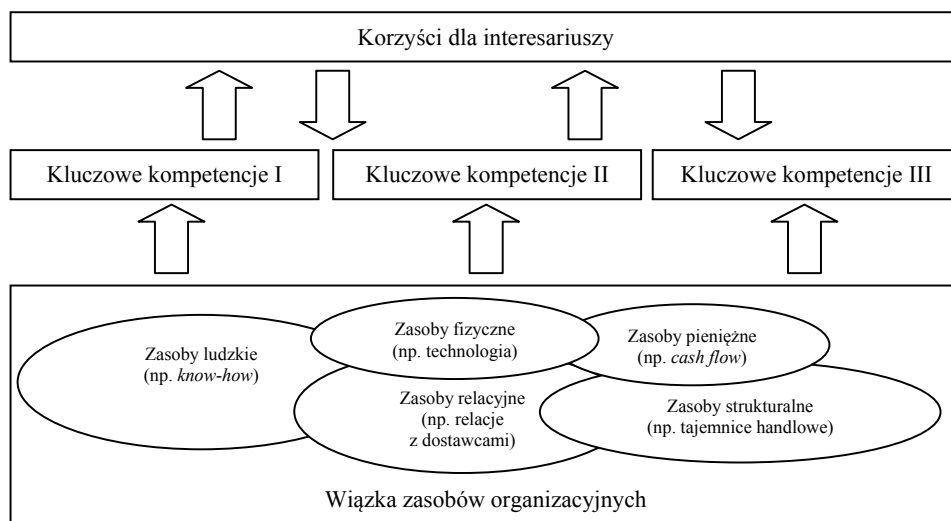 Korzyści dla interesariuszy
Kluczowe kompetencje I
Kluczowe kompetencje II
Kluczowe kompetencje III
Zasoby ludzkie
(np. know-how)
Zasoby fizyczne
(np. technologia)
Zasoby pieniężne
(np. cash flow)
Zasoby relacyjne
(np. relacje
z dostawcami)
Zasoby strukturalne
(np. tajemnice handlowe)
Wiązka zasobów organizacyjnych